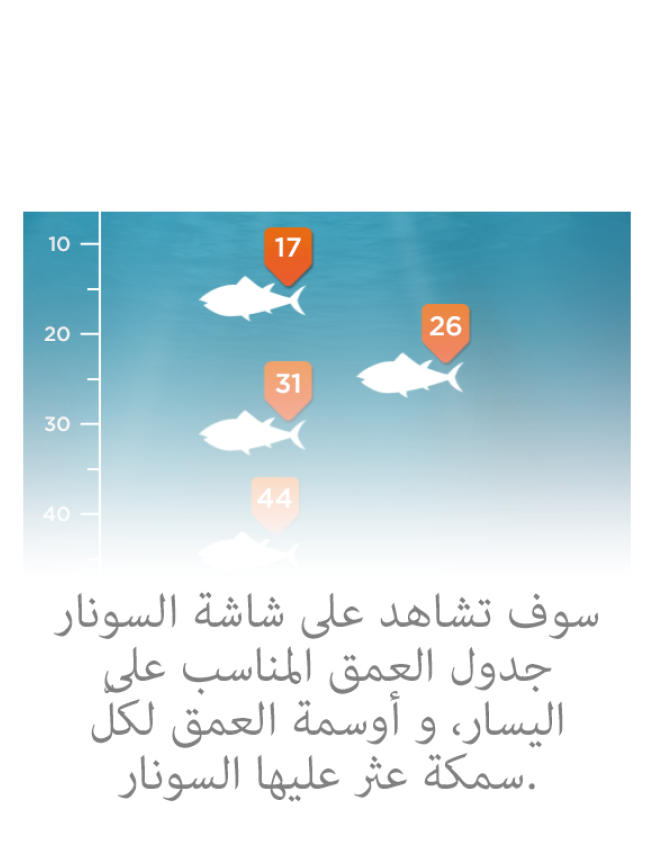 10
17
20
26
30
31
40
44
سوف تشاهد على شاشة السونار
جدول العمق المناسب على
اليسار، و أوسمة العمق لكلّ
سمكة عثر عليها السونار.